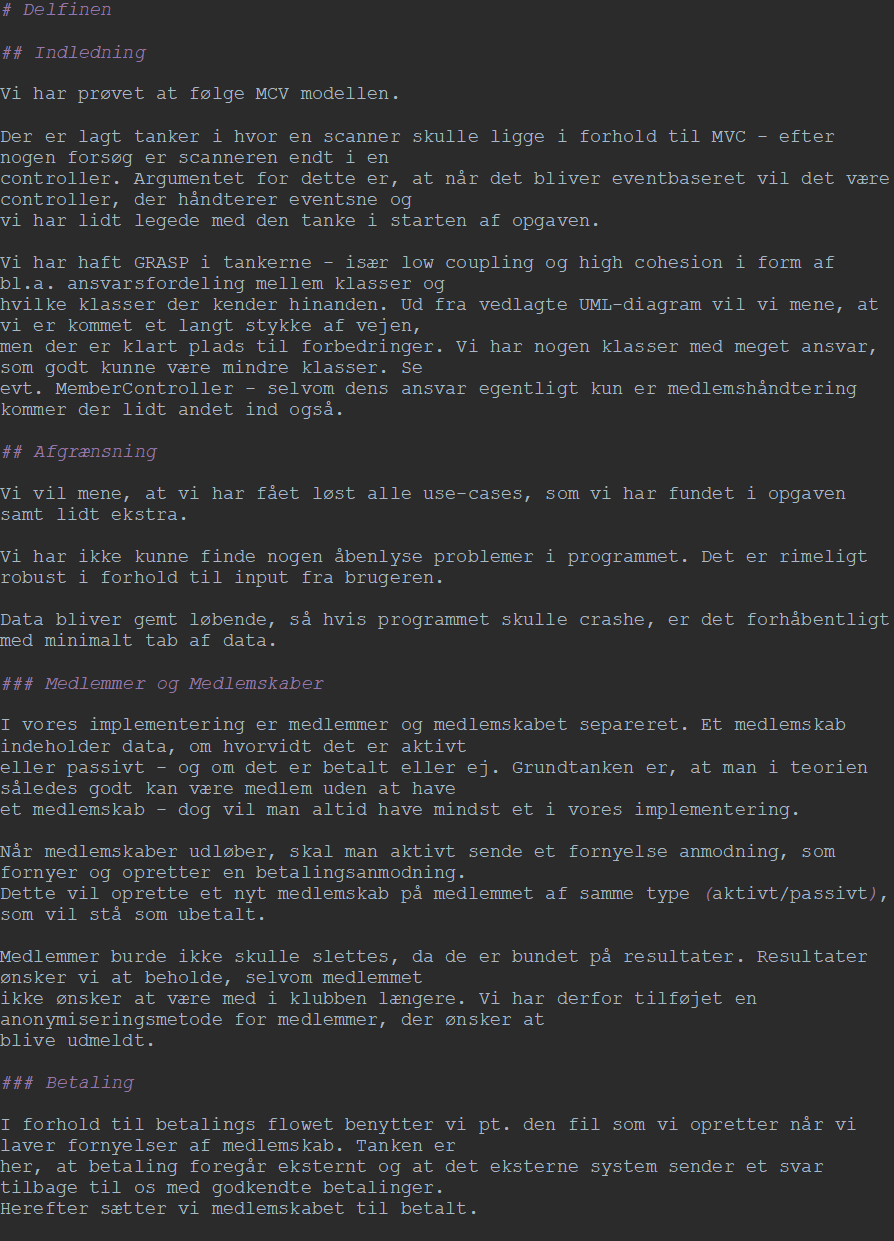 # Delfinen
## Indledning
Vi har prøvet at følge MCV modellen.
Der er lagt tanker i hvor en scanner skulle ligge i forhold til MVC - efter
nogen forsøg er scanneren endt i en
controller. Argumentet for dette er, at når det bliver eventbaseret vil det være
controller, der håndterer eventsne og
vi har lidt legede med den tanke i starten af opgaven.
Vi har haft GRASP i tankerne - især low coupling og high cohesion i form af
bl.a. ansvarsfordeling mellem klasser og
hvilke klasser der kender hinanden. Ud fra vedlagte UML-diagram vil vi mene, at
vi er kommet et langt stykke af vejen,
men der er klart plads til forbedringer. Vi har nogen klasser med meget ansvar,
som godt kunne være mindre klasser. Se
evt. MemberController - selvom dens ansvar egentligt kun er medlemshåndtering
kommer der lidt andet ind også.
## Afgrænsning
Vi vil mene, at vi har fået løst alle use-cases, som vi har fundet i opgaven
samt lidt ekstra.
Vi har ikke kunne finde nogen åbenlyse problemer i programmet. Det er rimeligt
robust i forhold til input fra brugeren.
Data bliver gemt løbende, så hvis programmet skulle crashe, er det forhåbentligt
med minimalt tab af data.
### Medlemmer og Medlemskaber
I vores implementering er medlemmer og medlemskabet separeret. Et medlemskab
indeholder data, om hvorvidt det er aktivt
eller passivt - og om det er betalt eller ej. Grundtanken er, at man i teorien
således godt kan være medlem uden at have
et medlemskab - dog vil man altid have mindst et i vores implementering.
Når medlemskaber udløber, skal man aktivt sende et fornyelse anmodning, som
fornyer og opretter en betalingsanmodning.
Dette vil oprette et nyt medlemskab på medlemmet af samme type (aktivt/passivt),
som vil stå som ubetalt.
Medlemmer burde ikke skulle slettes, da de er bundet på resultater. Resultater
ønsker vi at beholde, selvom medlemmet
ikke ønsker at være med i klubben længere. Vi har derfor tilføjet en
anonymiseringsmetode for medlemmer, der ønsker at
blive udmeldt.
### Betaling
I forhold til betalings flowet benytter vi pt. den fil som vi opretter når vi
laver fornyelser af medlemskab. Tanken er
her, at betaling foregår eksternt og at det eksterne system sender et svar
tilbage til os med godkendte betalinger.
Herefter sætter vi medlemskabet til betalt.